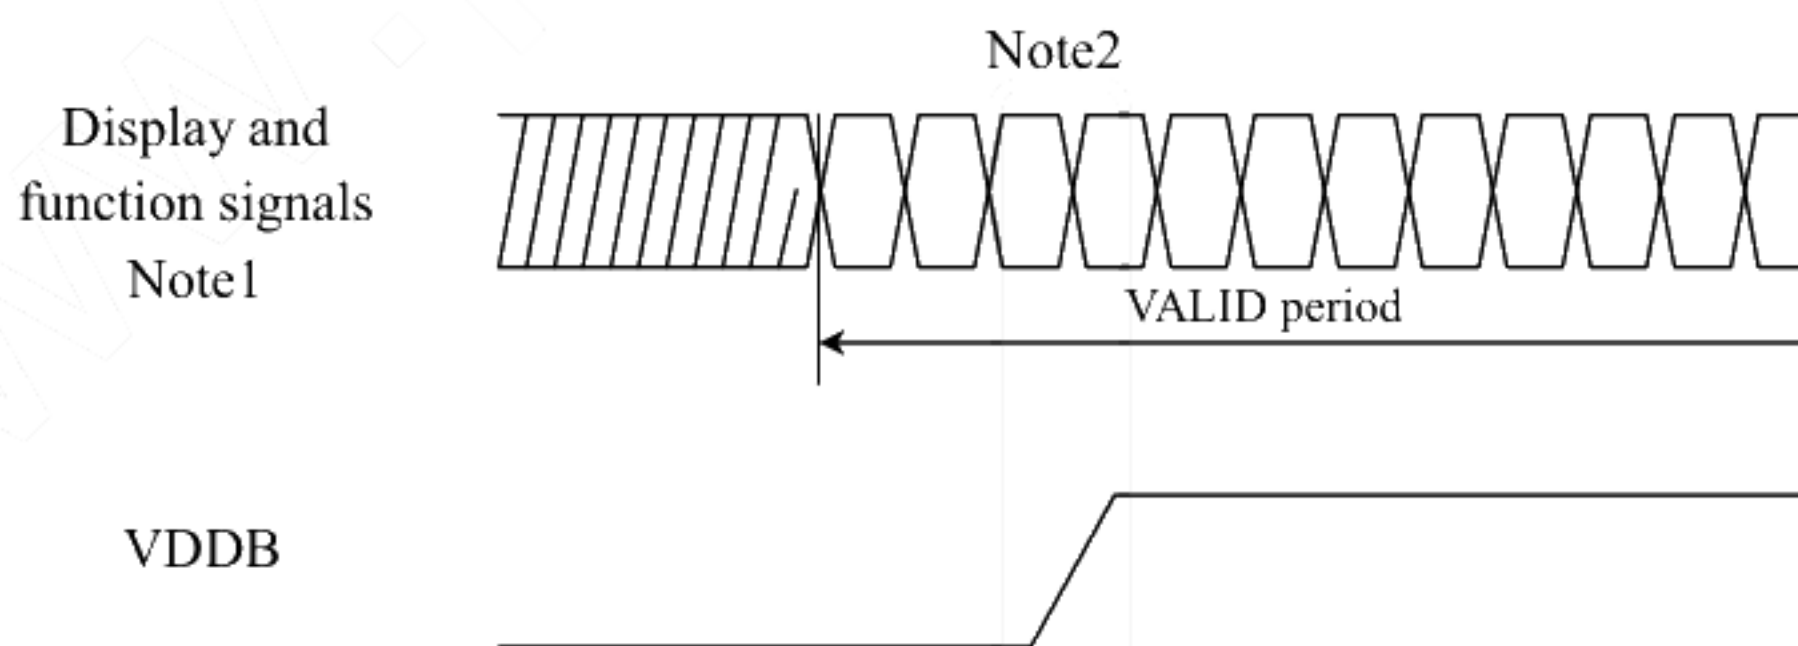 Note2
Display and
function signals
Note1
VALID period
VDDB